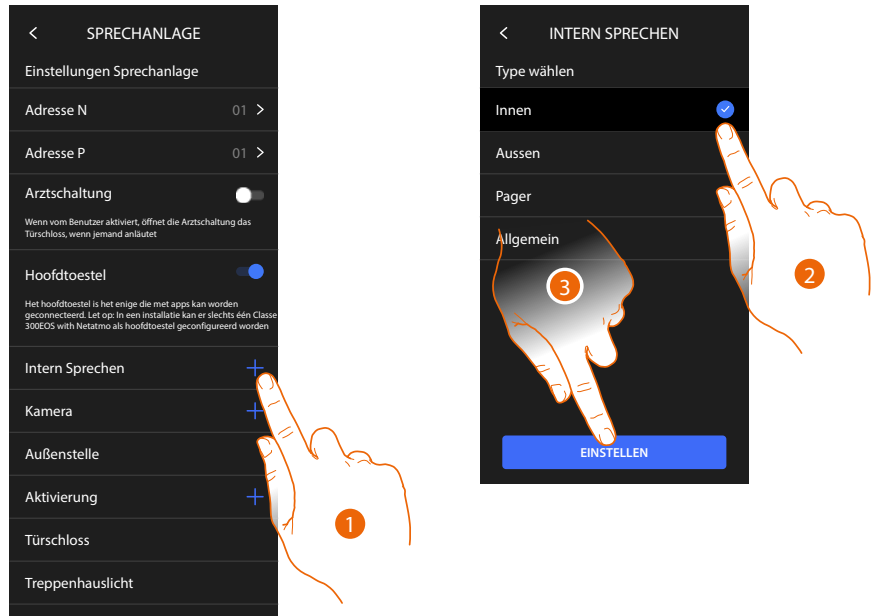 SPRECHANLAGE
Einstellungen Sprechanlage
Adresse N 01
Adresse P 01
Arztschaltung
Wenn vom Benutzer aktiviert, öffnet die Arztschaltung das
Türschloss, wenn jemand anläutet
Hoofdtoestel
Het hoofdtoestel is het enige die met apps kan worden
geconnecteerd. Let op: In een installatie kan er slechts één Classe
300EOS with Netatmo als hoofdtoestel geconfigureerd worden
Intern Sprechen
Kamera
Außenstelle
Aktivierung
Türschloss
Treppenhauslicht
1
INTERN SPRECHEN
Type wählen
Innen
Aussen
Pager
Allgemein
2
3
EINSTELLEN